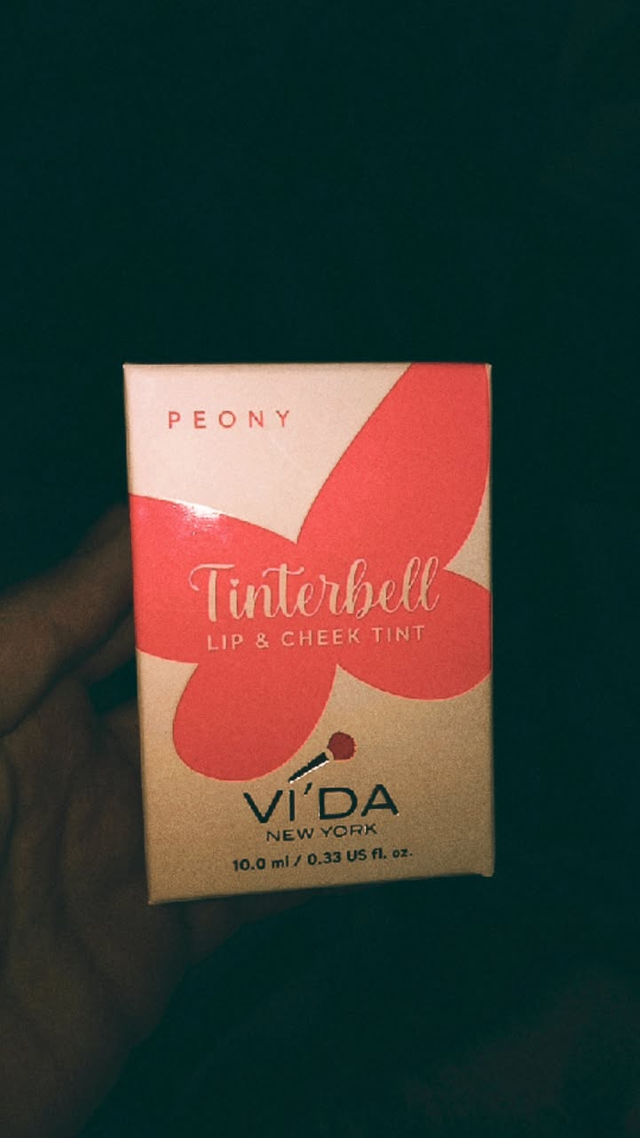 PEONY
Tinterbell
LIP & CHEEK TINT
VI'DA
NEW YORK
10.0 ml / 0.33 US fl. oz.